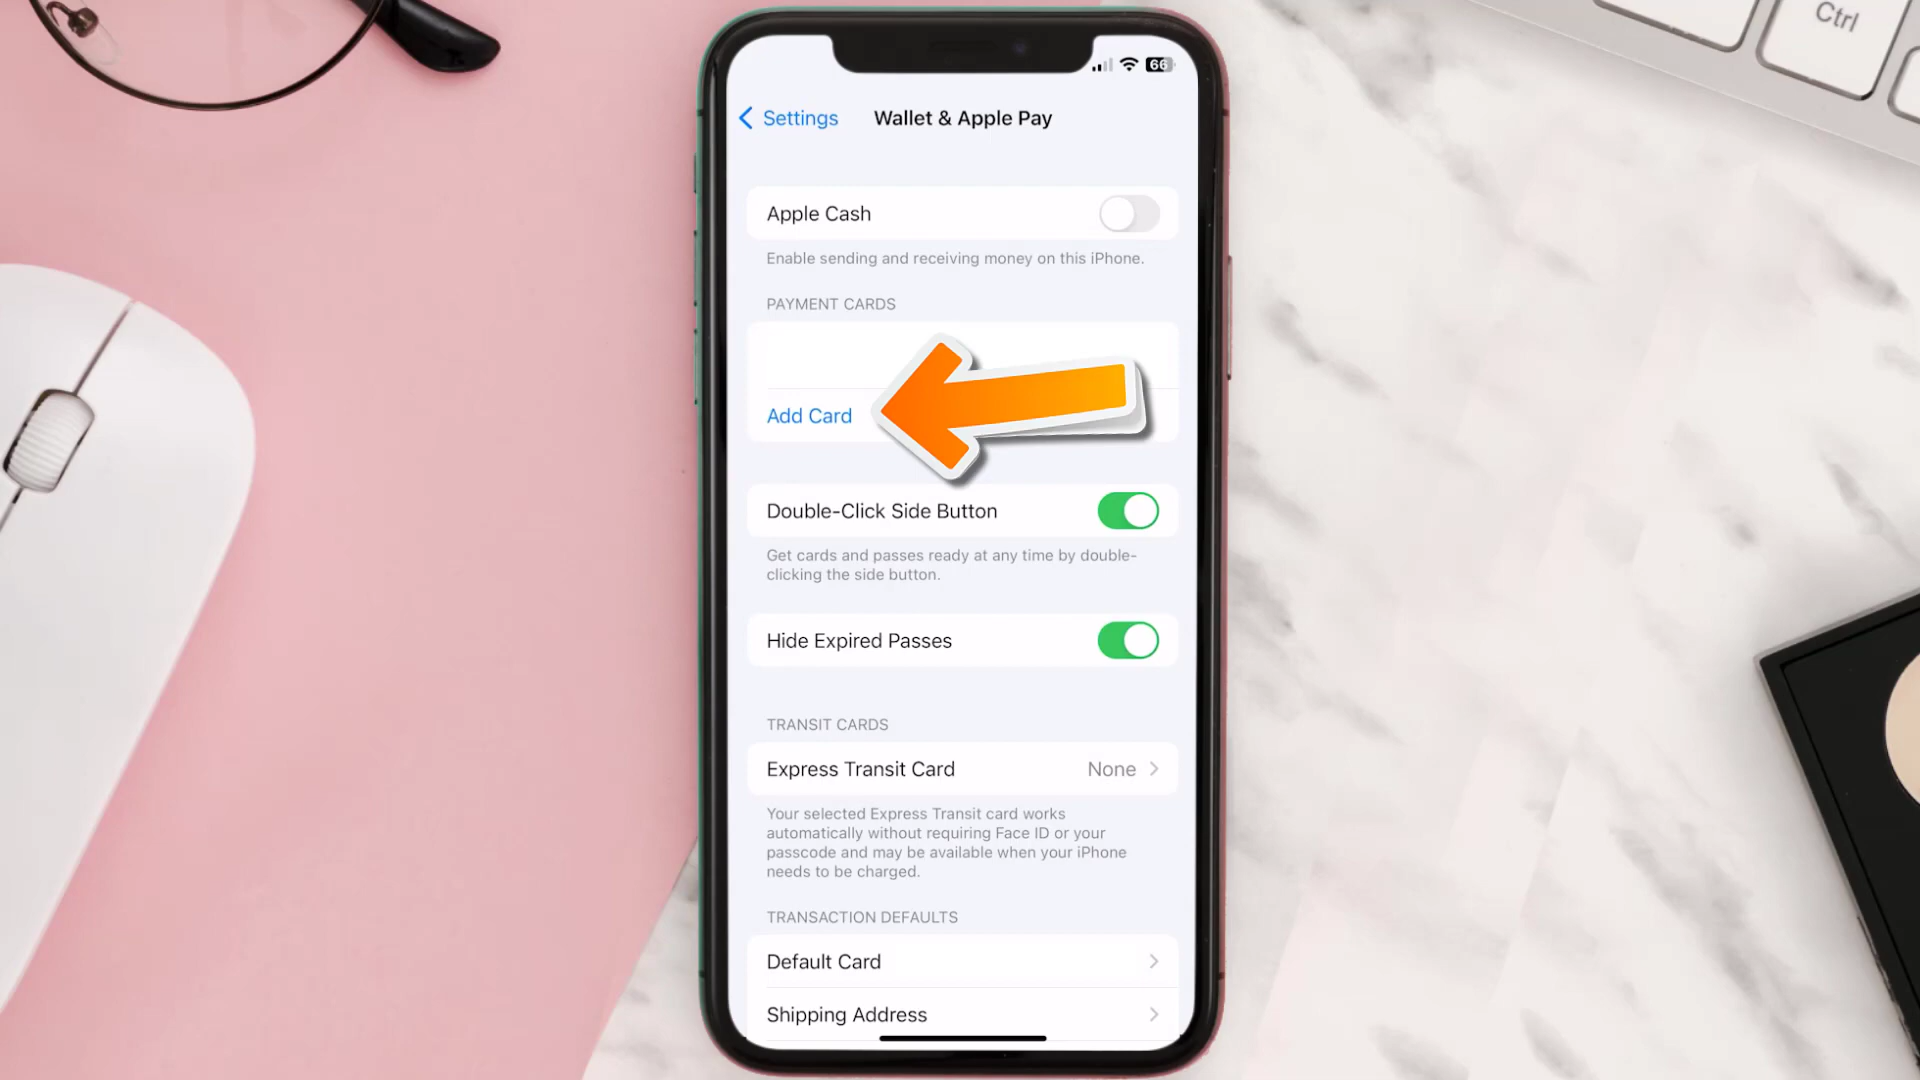 Ctrl
66
Settings
Wallet & Apple Pay
Apple Cash
Enable sending and receiving money on this iPhone.
PAYMENT CARDS
Add Card
Double-Click Side Button
Get cards and passes ready at any time by double-
clicking the side button.
Hide Expired Passes
TRANSIT CARDS
Express Transit Card None
Your selected Express Transit card works
automatically without requiring Face ID or your
passcode and may be available when your iPhone
needs to be charged.
TRANSACTION DEFAULTS
Default Card
Shipping Address